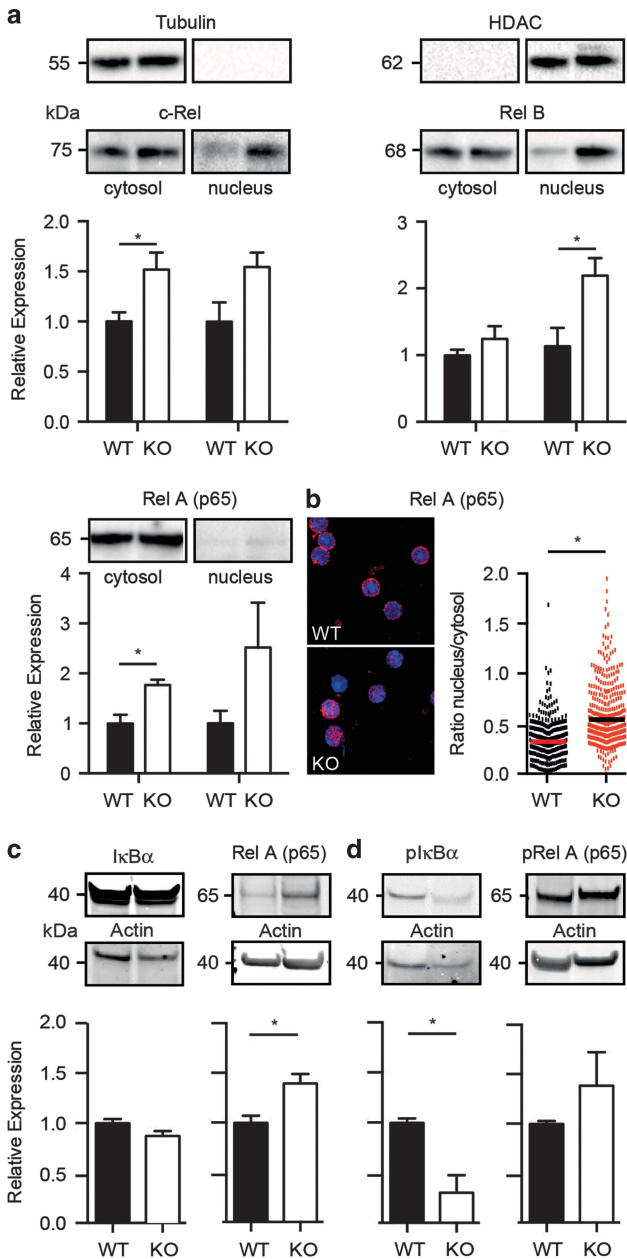 a
Tubulin
HDAC
55
62
kDa
c-Rel
Rel B
75
68
cytosol nucleus
cytosol nucleus
Relative Expression
2.0
1.5
1.0
0.5
0.0
*
WT KO WT KO
3
2
1
0
*
WT KO WT KO
Rel A (p65)
65
cytosol nucleus
Relative Expression
4
3
2
1
0
*
WT KO WT KO
b
Rel A (p65)
WT
KO
Ratio nucleus/cytosol
2.0
1.5
1.0
0.5
0.0
*
WT KO
c
IκBα
Rel A (p65)
40
65
kDa
Actin
Actin
40
40
d
pIκBα
pRel A (p65)
40
65
Actin
Actin
40
40
Relative Expression
2.0
1.5
1.0
0.5
0.0
WT KO
*
WT KO
*
WT KO
WT KO